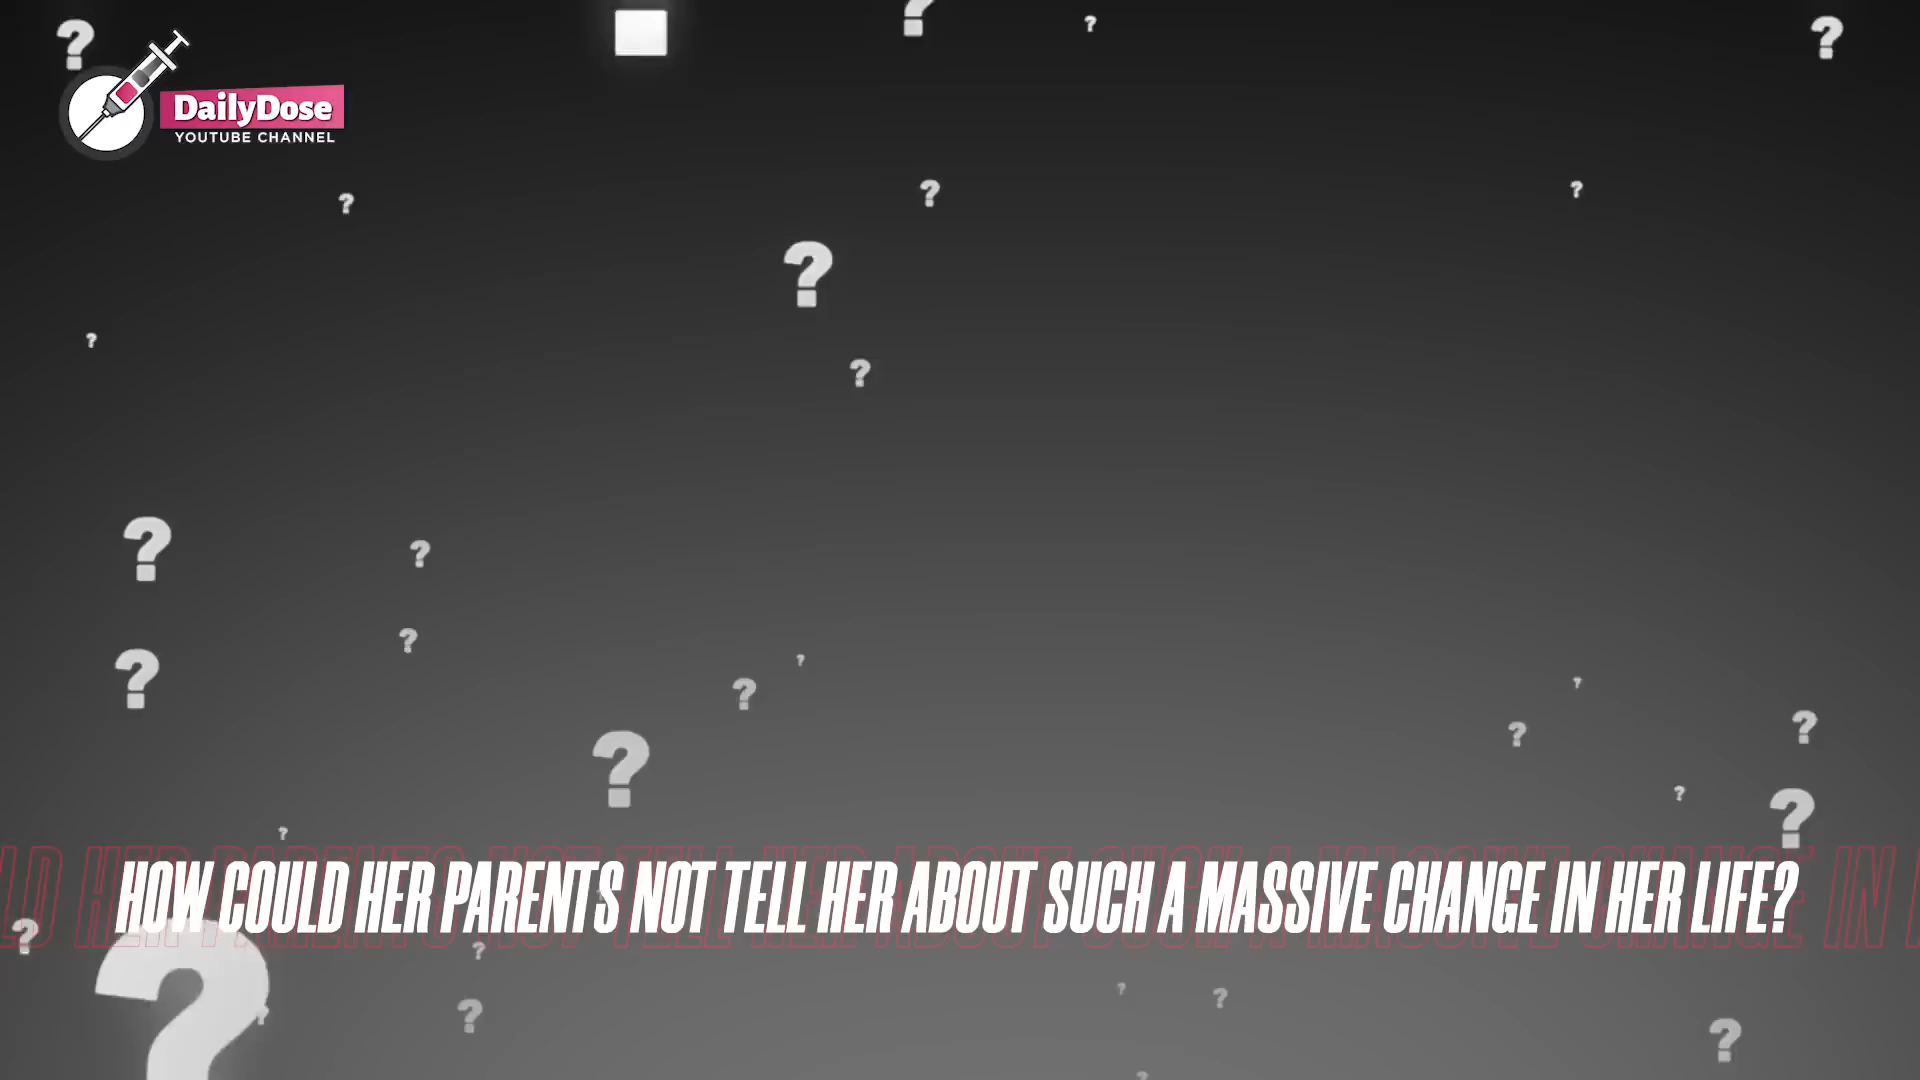 DailyDose
YOUTUBE CHANNEL
HOW COULD HER PARENTS NOT TELL HER ABOUT SUCH A MASSIVE CHANGE IN HER LIFE?